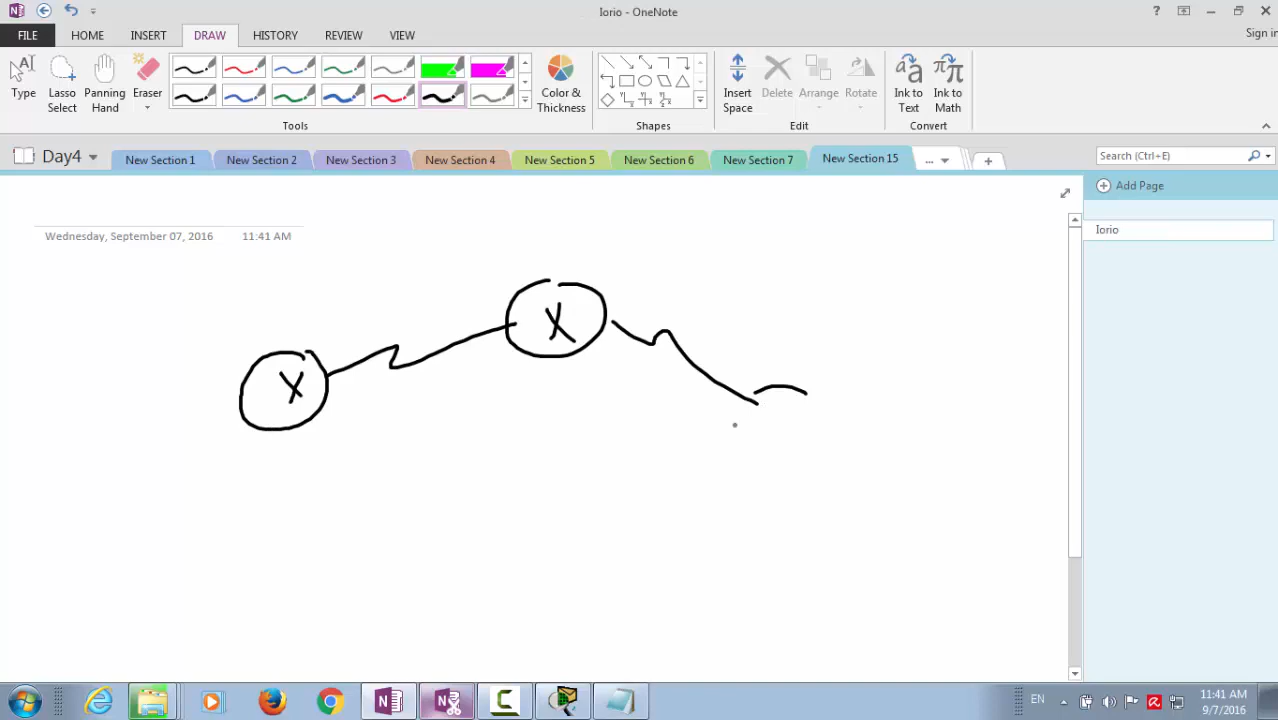 Iorio - OneNote
FILE HOME INSERT DRAW HISTORY REVIEW VIEW Sign in
Type
Lasso Select
Panning Hand
Eraser
Color & Thickness
Insert Space
Delete
Arrange
Rotate
Ink to Text
Ink to Math
Tools Shapes Edit Convert
Day4 New Section 1 New Section 2 New Section 3 New Section 4 New Section 5 New Section 6 New Section 7 New Section 15 ... + Search (Ctrl+E)
Add Page
Iorio
Wednesday, September 07, 2016 11:41 AM
X
X
EN 11:41 AM
9/7/2016